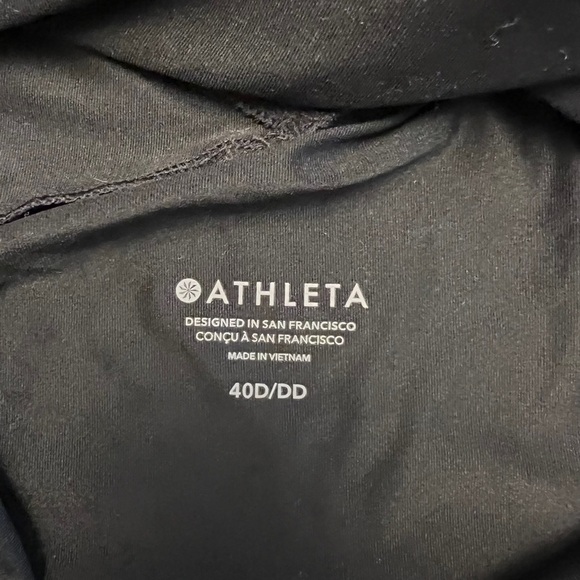 ATHLETA
DESIGNED IN SAN FRANCISCO
CONÇU À SAN FRANCISCO
MADE IN VIETNAM
40D/DD